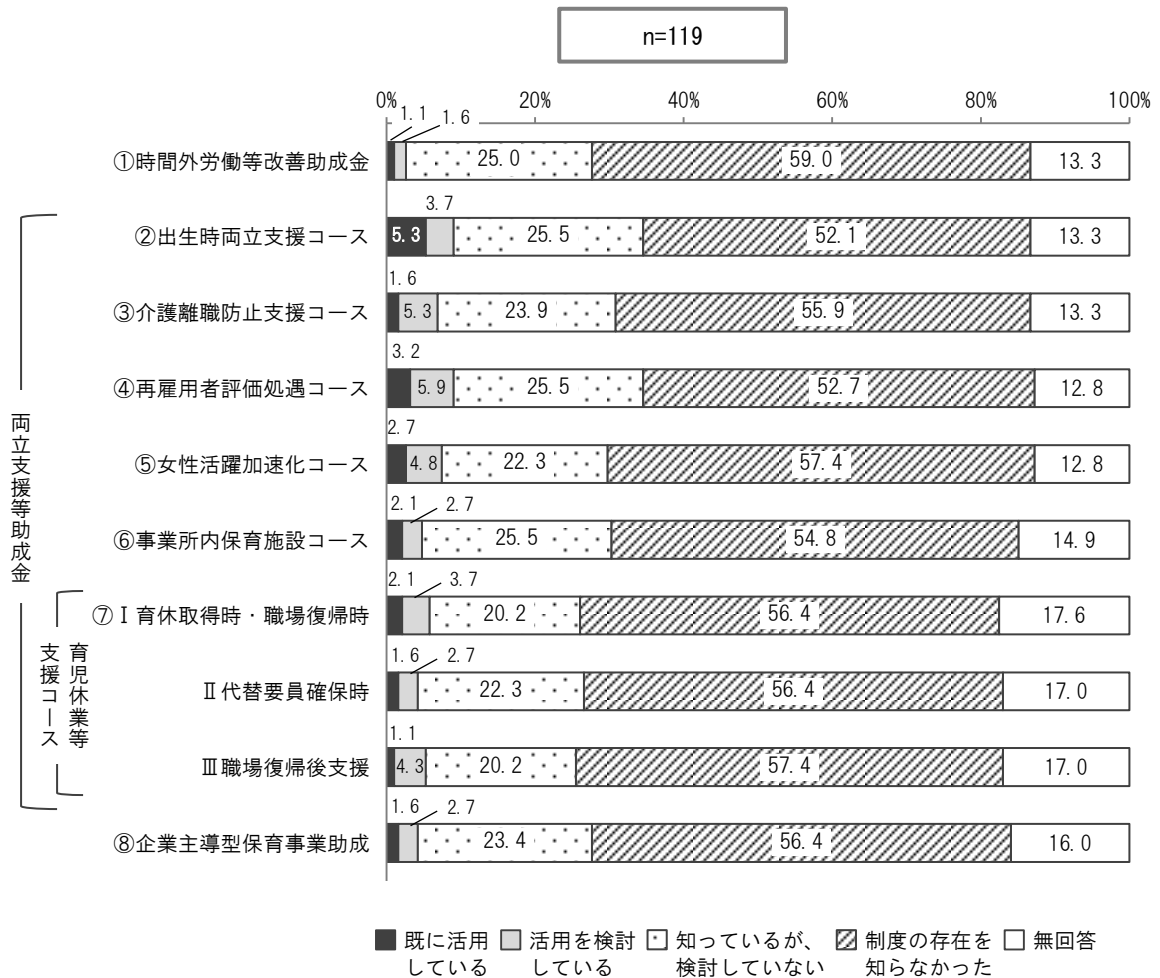 n=119
0% 20% 40% 60% 80% 100%
1.1 1.6
①時間外労働等改善助成金 25.0 59.0 13.3
3.7
②出生時両立支援コース 5.3 25.5 52.1 13.3
1.6
③介護離職防止支援コース 5.3 23.9 55.9 13.3
3.2
④再雇用者評価処遇コース 5.9 25.5 52.7 12.8
2.7
⑤女性活躍加速化コース 4.8 22.3 57.4 12.8
2.1 2.7
⑥事業所内保育施設コース 25.5 54.8 14.9
2.1 3.7
⑦Ⅰ育休取得時・職場復帰時 20.2 56.4 17.6
1.6 2.7
Ⅱ代替要員確保時 22.3 56.4 17.0
1.1
Ⅲ職場復帰後支援 4.3 20.2 57.4 17.0
1.6 2.7
⑧企業主導型保育事業助成 23.4 56.4 16.0
両立支援等助成金
育児休業等
支援コース
既に活用
している
活用を検討
している
知っているが、
検討していない
制度の存在を
知らなかった
無回答